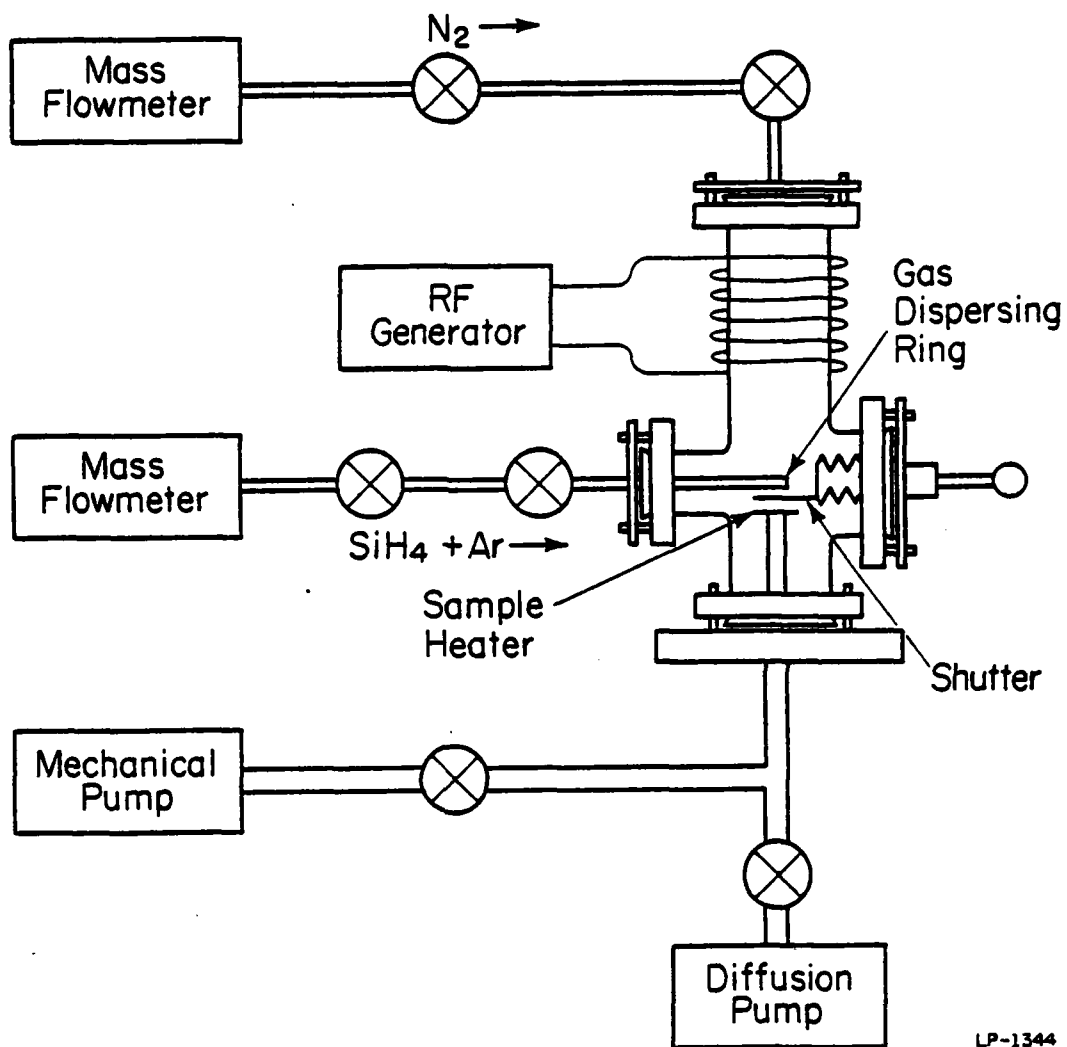 N₂ →
Mass
Flowmeter
RF
Generator
Gas
Dispersing
Ring
Mass
Flowmeter
SiH₄ + Ar →
Sample
Heater
Shutter
Mechanical
Pump
Diffusion
Pump
LP-1344